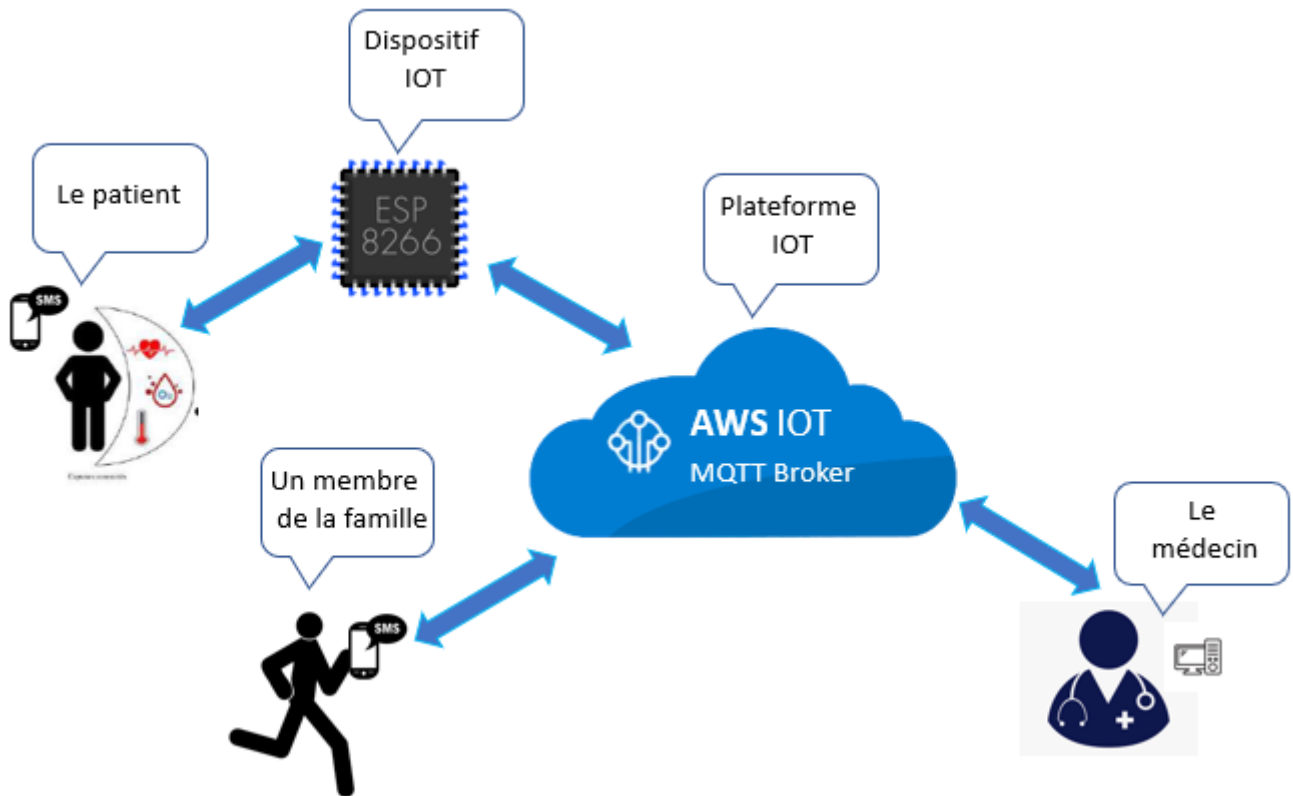 Dispositif
IOT
Le patient
ESP
8266
Plateforme
IOT
SMS
O₂
AWS IOT
MQTT Broker
Un membre
de la famille
Le
médecin
SMS